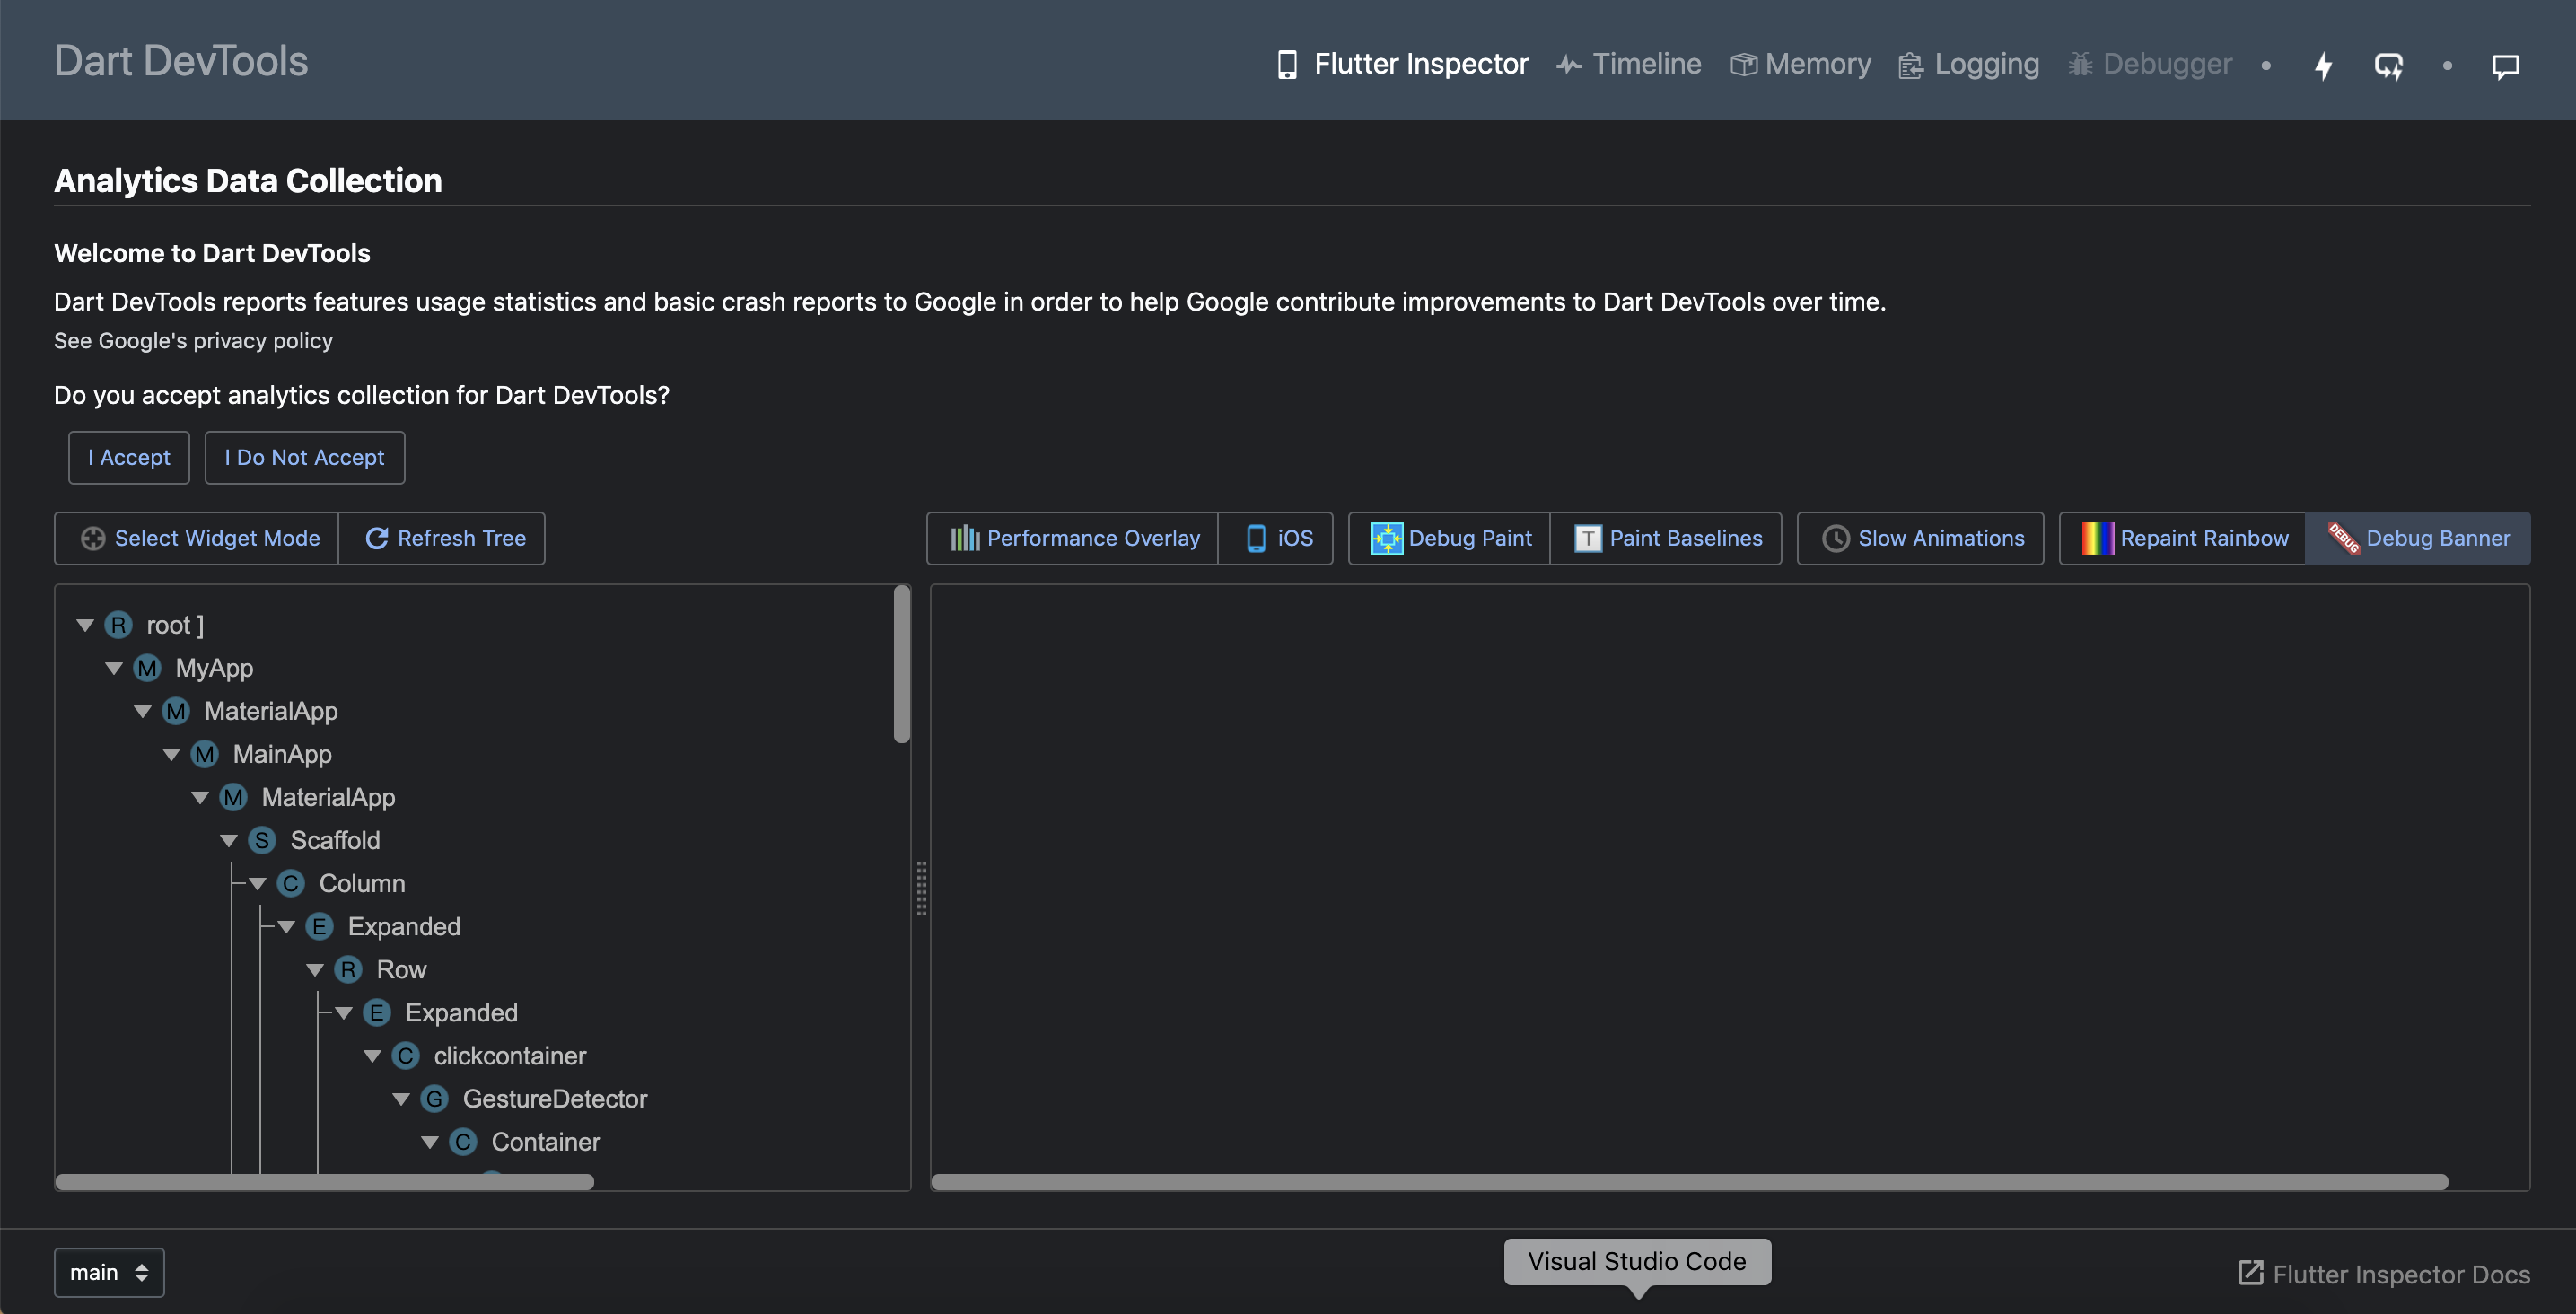 Dart DevTools Flutter Inspector Timeline Memory Logging Debugger
Analytics Data Collection
Welcome to Dart DevTools
Dart DevTools reports features usage statistics and basic crash reports to Google in order to help Google contribute improvements to Dart DevTools over time.
See Google's privacy policy
Do you accept analytics collection for Dart DevTools?
I Accept I Do Not Accept
Select Widget Mode Refresh Tree Performance Overlay iOS Debug Paint T Paint Baselines Slow Animations Repaint Rainbow DEBUG Debug Banner
R root ]
M MyApp
M MaterialApp
M MainApp
M MaterialApp
S Scaffold
C Column
E Expanded
R Row
E Expanded
C clickcontainer
G GestureDetector
C Container
main Visual Studio Code Flutter Inspector Docs